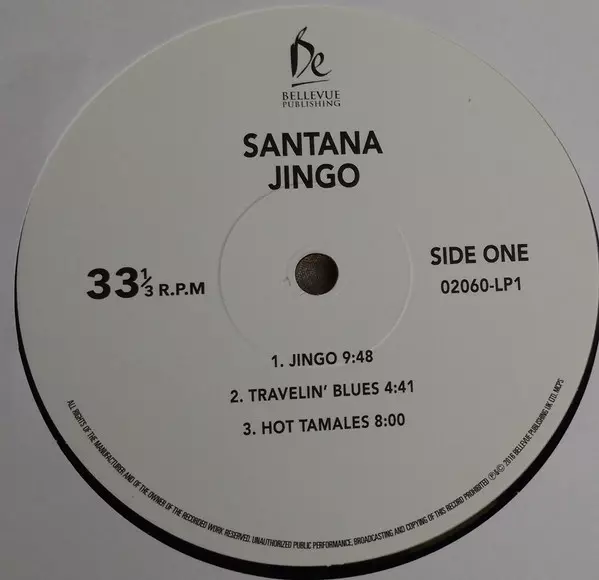 Be
BELLEVUE
PUBLISHING
SANTANA
JINGO
33⅓ R.P.M
SIDE ONE
02060-LP1
1. JINGO 9:48
2. TRAVELIN' BLUES 4:41
3. HOT TAMALES 8:00
ALL RIGHTS OF THE MANUFACTURER AND OF THE OWNER OF THE RECORDED WORK RESERVED. UNAUTHORIZED PUBLIC PERFORMANCE, BROADCASTING AND COPYING OF THIS RECORD PROHIBITED ℗&© 2016 BELLEVUE PUBLISHING UK LTD. MCPS